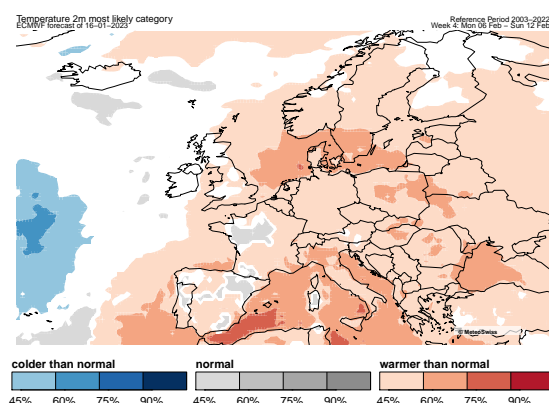 Temperature 2m most likely category
Reference Period 2003-2022
ECMWF forecast of 16-01-2023
Week 4: Mon 06 Feb - Sun 12 Feb
© MeteoSwiss
colder than normal
normal
warmer than normal
45% 60% 75% 90%
45% 60% 75% 90%
45% 60% 75% 90%